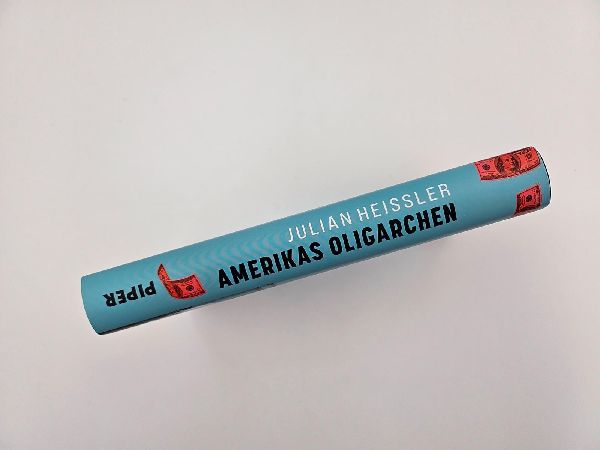 JULIAN HEISSLER
AMERIKAS OLIGARCHEN
PIPER